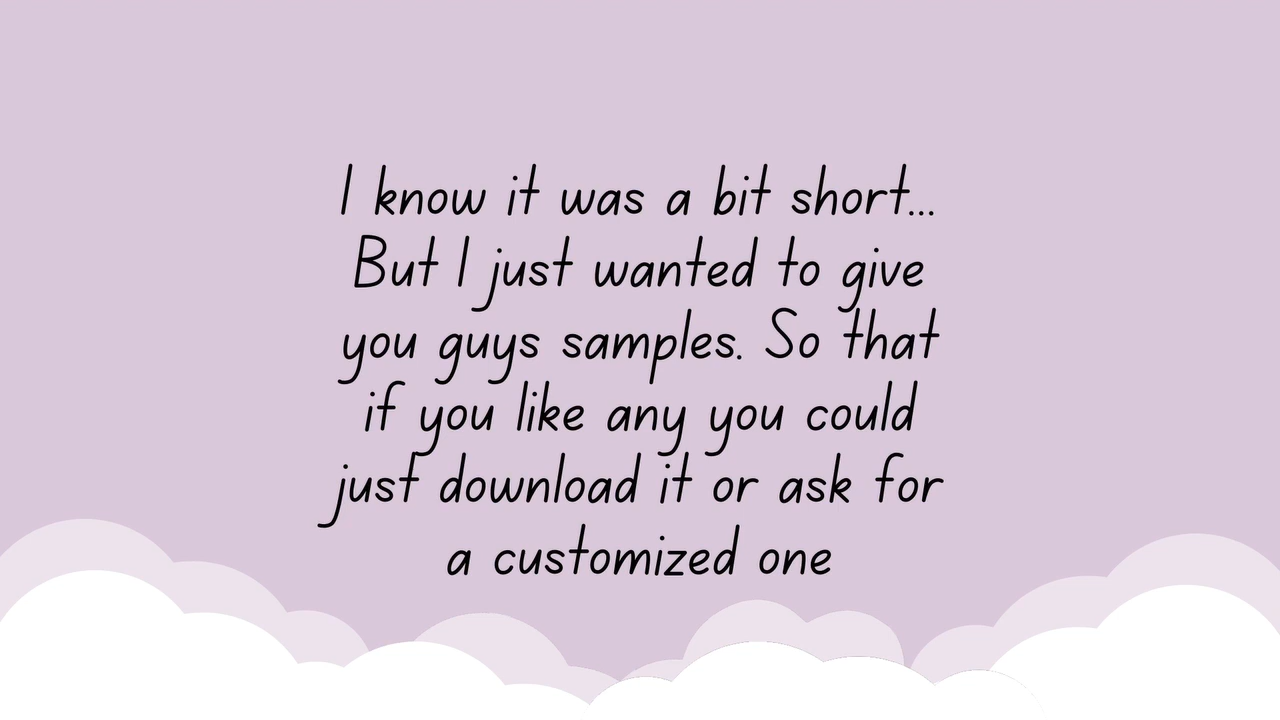 I know it was a bit short...
But I just wanted to give
you guys samples. So that
if you like any you could
just download it or ask for
a customized one